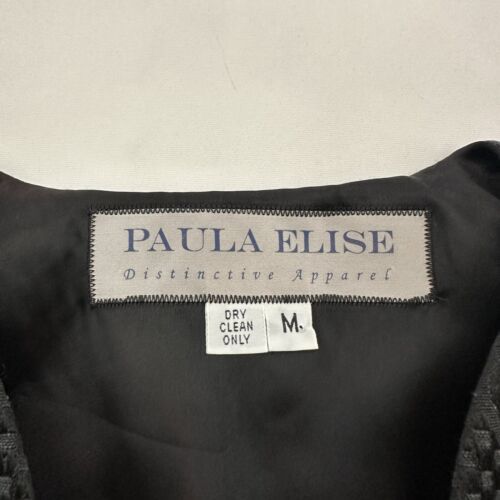 PAULA ELISE
Distinctive Apparel
DRY
CLEAN
ONLY
M.